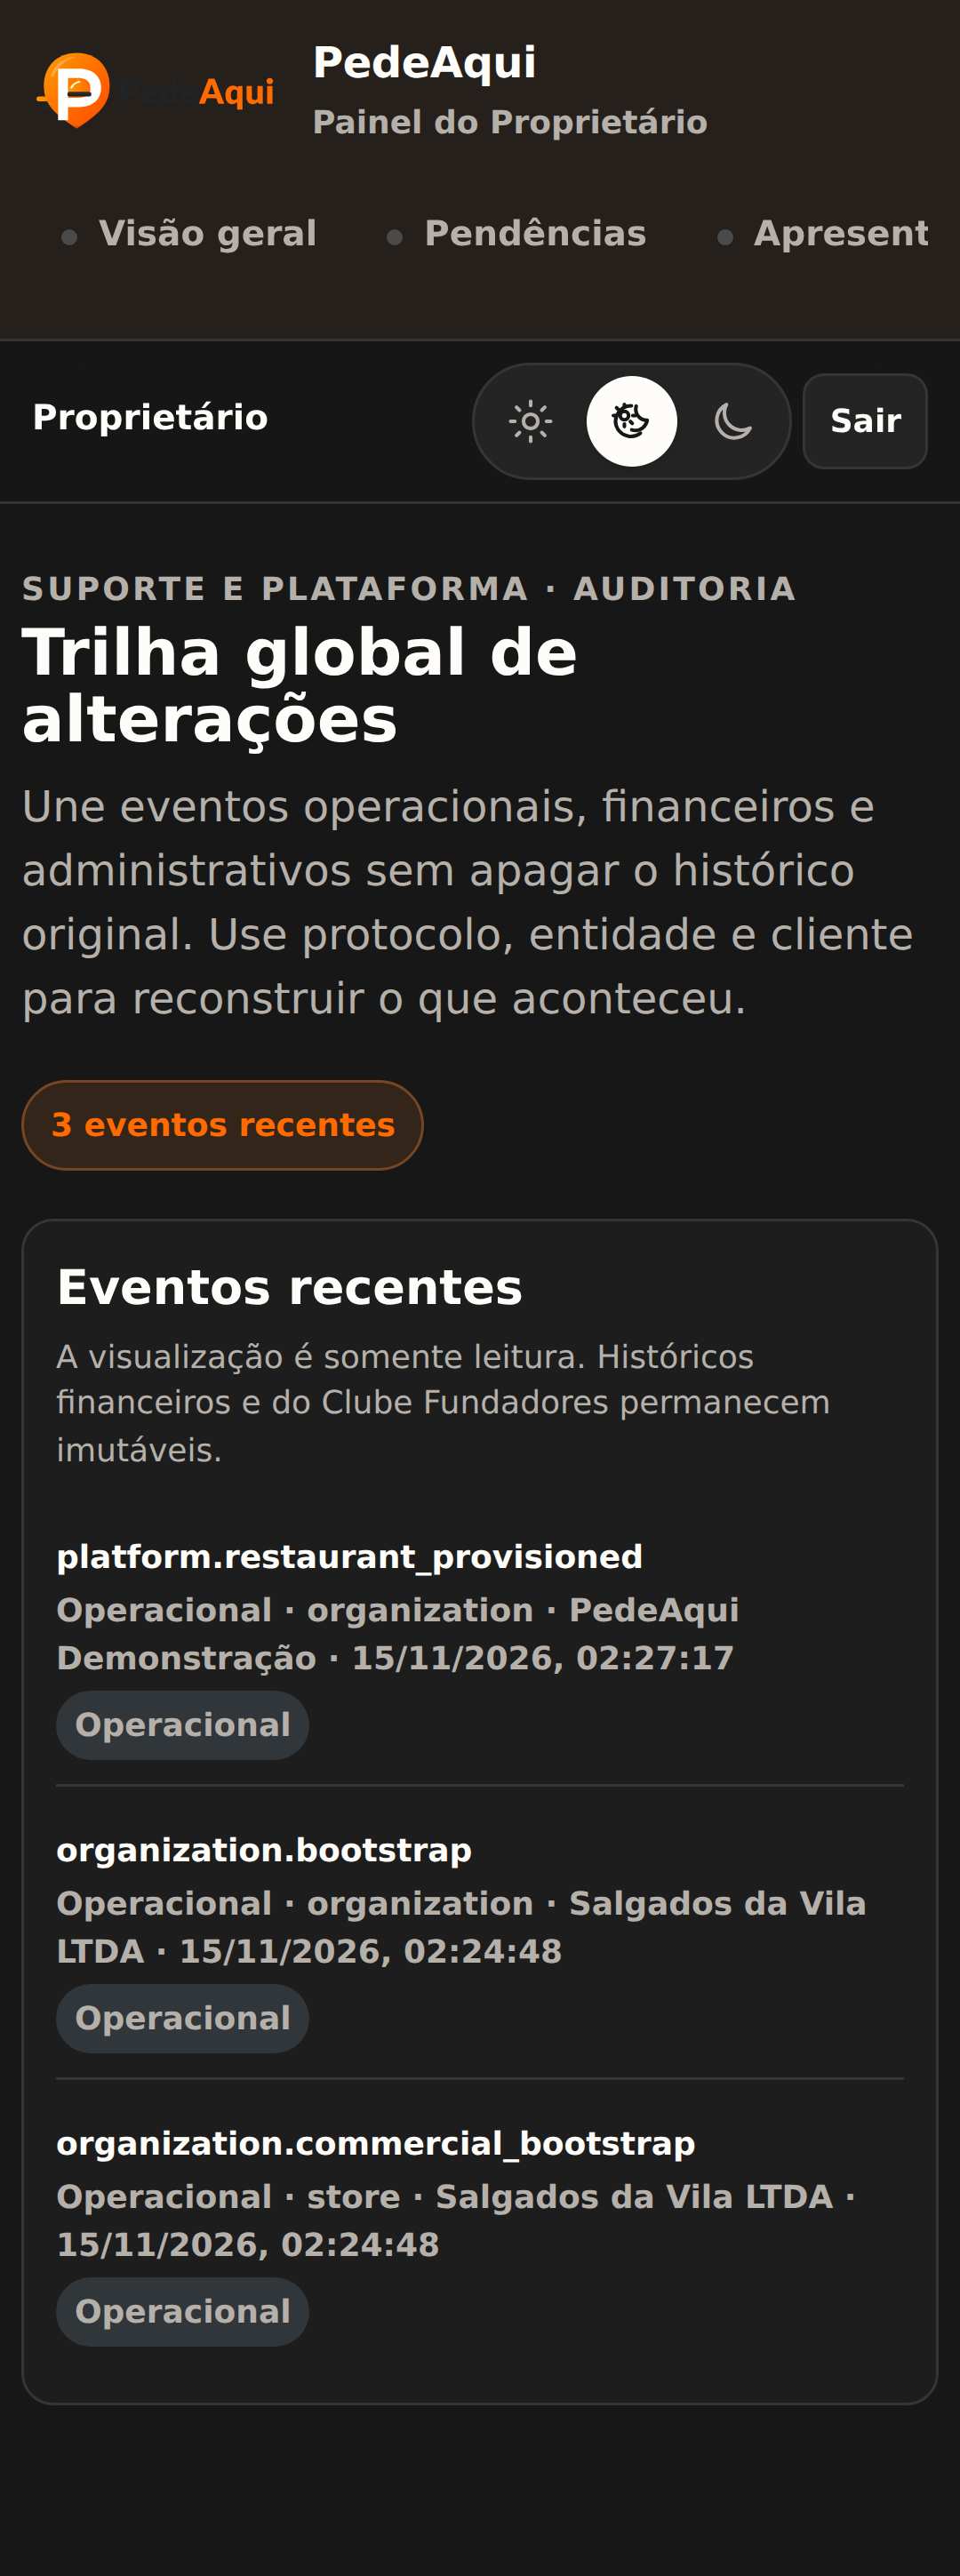 Aqui
PedeAqui
Painel do Proprietário
Visão geral
Pendências
Apresent
Proprietário
Sair
SUPORTE E PLATAFORMA · AUDITORIA
Trilha global de
alterações
Une eventos operacionais, financeiros e
administrativos sem apagar o histórico
original. Use protocolo, entidade e cliente
para reconstruir o que aconteceu.
3 eventos recentes
Eventos recentes
A visualização é somente leitura. Históricos
financeiros e do Clube Fundadores permanecem
imutáveis.
platform.restaurant_provisioned
Operacional · organization · PedeAqui
Demonstração · 15/11/2026, 02:27:17
Operacional
organization.bootstrap
Operacional · organization · Salgados da Vila
LTDA · 15/11/2026, 02:24:48
Operacional
organization.commercial_bootstrap
Operacional · store · Salgados da Vila LTDA ·
15/11/2026, 02:24:48
Operacional